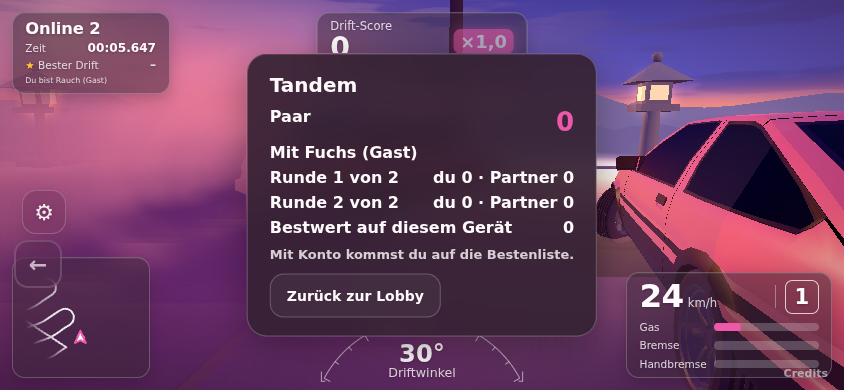 Online 2
Zeit 00:05.647
★ Bester Drift –
Du bist Rauch (Gast)
Drift-Score
0 ×1,0
Tandem
Paar 0
Mit Fuchs (Gast)
Runde 1 von 2 du 0 · Partner 0
Runde 2 von 2 du 0 · Partner 0
Bestwert auf diesem Gerät 0
Mit Konto kommst du auf die Bestenliste.
Zurück zur Lobby
←
24 km/h 1
Gas
Bremse
Handbremse
30°
Driftwinkel
Credits